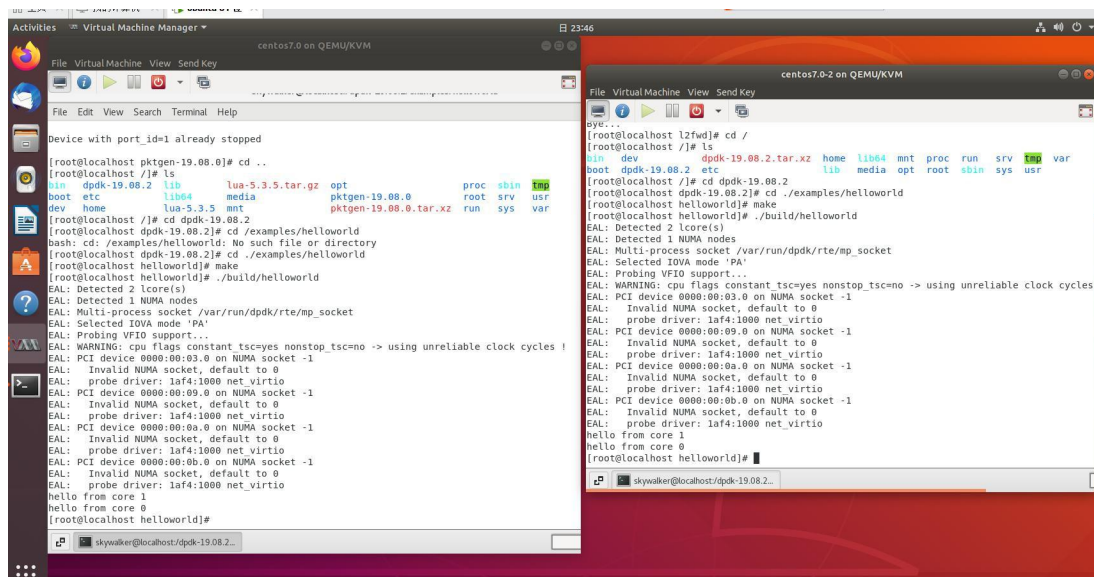 Activities
Virtual Machine Manager
日 23:46
centos7.0 on QEMU/KVM
File Virtual Machine View Send Key
File Edit View Search Terminal Help
Device with port_id=1 already stopped
[root@localhost pktgen-19.08.0]# cd ..
[root@localhost /]# ls
bin dpdk-19.08.2 lib lua-5.3.5.tar.gz opt proc sbin tmp
boot etc lib64 media pktgen-19.08.0 root srv usr
dev home lua-5.3.5 mnt pktgen-19.08.0.tar.xz run sys var
[root@localhost /]# cd dpdk-19.08.2
[root@localhost dpdk-19.08.2]# cd /examples/helloworld
bash: cd: /examples/helloworld: No such file or directory
[root@localhost dpdk-19.08.2]# cd ./examples/helloworld
[root@localhost helloworld]# make
[root@localhost helloworld]# ./build/helloworld
EAL: Detected 2 lcore(s)
EAL: Detected 1 NUMA nodes
EAL: Multi-process socket /var/run/dpdk/rte/mp_socket
EAL: Selected IOVA mode 'PA'
EAL: Probing VFIO support...
EAL: WARNING: cpu flags constant_tsc=yes nonstop_tsc=no -> using unreliable clock cycles !
EAL: PCI device 0000:00:03.0 on NUMA socket -1
EAL: Invalid NUMA socket, default to 0
EAL: probe driver: 1af4:1000 net_virtio
EAL: PCI device 0000:00:09.0 on NUMA socket -1
EAL: Invalid NUMA socket, default to 0
EAL: probe driver: 1af4:1000 net_virtio
EAL: PCI device 0000:00:0a.0 on NUMA socket -1
EAL: Invalid NUMA socket, default to 0
EAL: probe driver: 1af4:1000 net_virtio
EAL: PCI device 0000:00:0b.0 on NUMA socket -1
EAL: Invalid NUMA socket, default to 0
EAL: probe driver: 1af4:1000 net_virtio
hello from core 1
hello from core 0
[root@localhost helloworld]#
skywalker@localhost:/dpdk-19.08.2...
centos7.0-2 on QEMU/KVM
File Virtual Machine View Send Key
Bye...
[root@localhost l2fwd]# cd /
[root@localhost /]# ls
bin dev dpdk-19.08.2.tar.xz home lib64 mnt proc run srv tmp var
boot dpdk-19.08.2 etc lib media opt root sbin sys usr
[root@localhost /]# cd dpdk-19.08.2
[root@localhost dpdk-19.08.2]# cd ./examples/helloworld
[root@localhost helloworld]# make
[root@localhost helloworld]# ./build/helloworld
EAL: Detected 2 lcore(s)
EAL: Detected 1 NUMA nodes
EAL: Multi-process socket /var/run/dpdk/rte/mp_socket
EAL: Selected IOVA mode 'PA'
EAL: Probing VFIO support...
EAL: WARNING: cpu flags constant_tsc=yes nonstop_tsc=no -> using unreliable clock cycles
EAL: PCI device 0000:00:03.0 on NUMA socket -1
EAL: Invalid NUMA socket, default to 0
EAL: probe driver: 1af4:1000 net_virtio
EAL: PCI device 0000:00:09.0 on NUMA socket -1
EAL: Invalid NUMA socket, default to 0
EAL: probe driver: 1af4:1000 net_virtio
EAL: PCI device 0000:00:0a.0 on NUMA socket -1
EAL: Invalid NUMA socket, default to 0
EAL: probe driver: 1af4:1000 net_virtio
EAL: PCI device 0000:00:0b.0 on NUMA socket -1
EAL: Invalid NUMA socket, default to 0
EAL: probe driver: 1af4:1000 net_virtio
hello from core 1
hello from core 0
[root@localhost helloworld]#
skywalker@localhost:/dpdk-19.08.2...